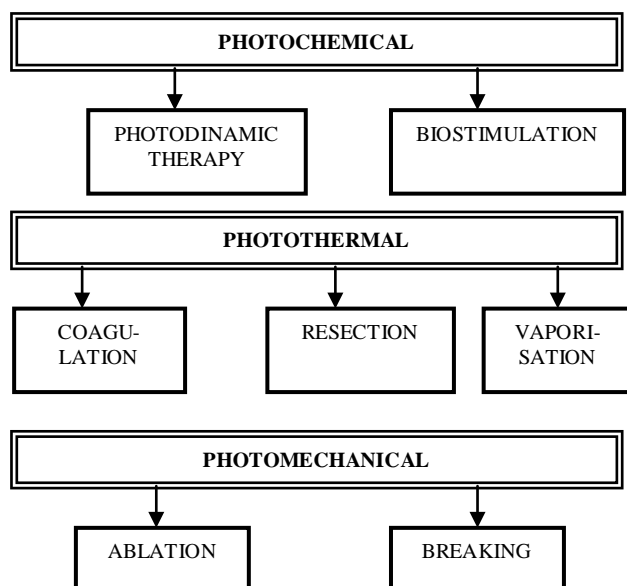 PHOTOCHEMICAL
PHOTODINAMIC
THERAPY
BIOSTIMULATION
PHOTOTHERMAL
COAGU-
LATION
RESECTION
VAPORI-
SATION
PHOTOMECHANICAL
ABLATION
BREAKING